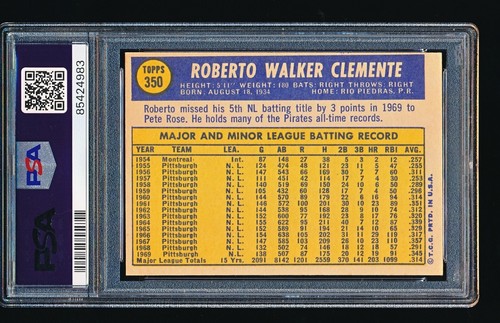 TOPPS
350
ROBERTO WALKER CLEMENTE
HEIGHT: 5'11" WEIGHT: 180 BATS: RIGHT THROWS: RIGHT
BORN: AUGUST 18, 1934 HOME: RIO PIEDRAS, P.R.
Roberto missed his 5th NL batting title by 3 points in 1969 to
Pete Rose. He holds many of the Pirates all-time records.
MAJOR AND MINOR LEAGUE BATTING RECORD
YEAR TEAM LEA. G AB R H 2B 3B HR RBI AVG.
1954 Montreal Int. 87 148 27 38 5 3 2 12 .257
1955 Pittsburgh N.L. 124 474 48 121 23 11 5 47 .255
1956 Pittsburgh N.L. 147 543 66 169 30 7 7 60 .311
1957 Pittsburgh N.L. 111 451 42 114 17 7 4 30 .253
1958 Pittsburgh N.L. 140 519 69 150 24 10 6 50 .289
1959 Pittsburgh N.L. 105 432 60 128 17 7 4 50
1960 Pittsburgh N.L. 144 570 89 179 22 6 16 94 .314
1961 Pittsburgh N.L. 146 572 100 201 30 10 23 89 .351
1962 Pittsburgh N.L. 144 538 95 168 28 9 10 74
1963 Pittsburgh N.L. 152 600 77 192 23 8 17 76 .320
1964 Pittsburgh N.L. 155 622 95 211 40 7 12 87 .339
1965 Pittsburgh N.L. 152 589 91 194 21 14 10 65
1966 Pittsburgh N.L. 154 638 105 202 31 11 29 119 .317
1967 Pittsburgh N.L. 147 585 103 209 26 10 23 110 .357
1968 Pittsburgh N.L. 132 502 74 146 18 12 18 57 .291
1969 Pittsburgh N.L. 138 507 87 175 20 12 19 91 .345
Major League Totals 15 Yrs. 2091 8142 1201 2559 370 141 203 1099 .314
© T.C.G. PRTD. IN U.S.A.
85424983
PSA
PSA